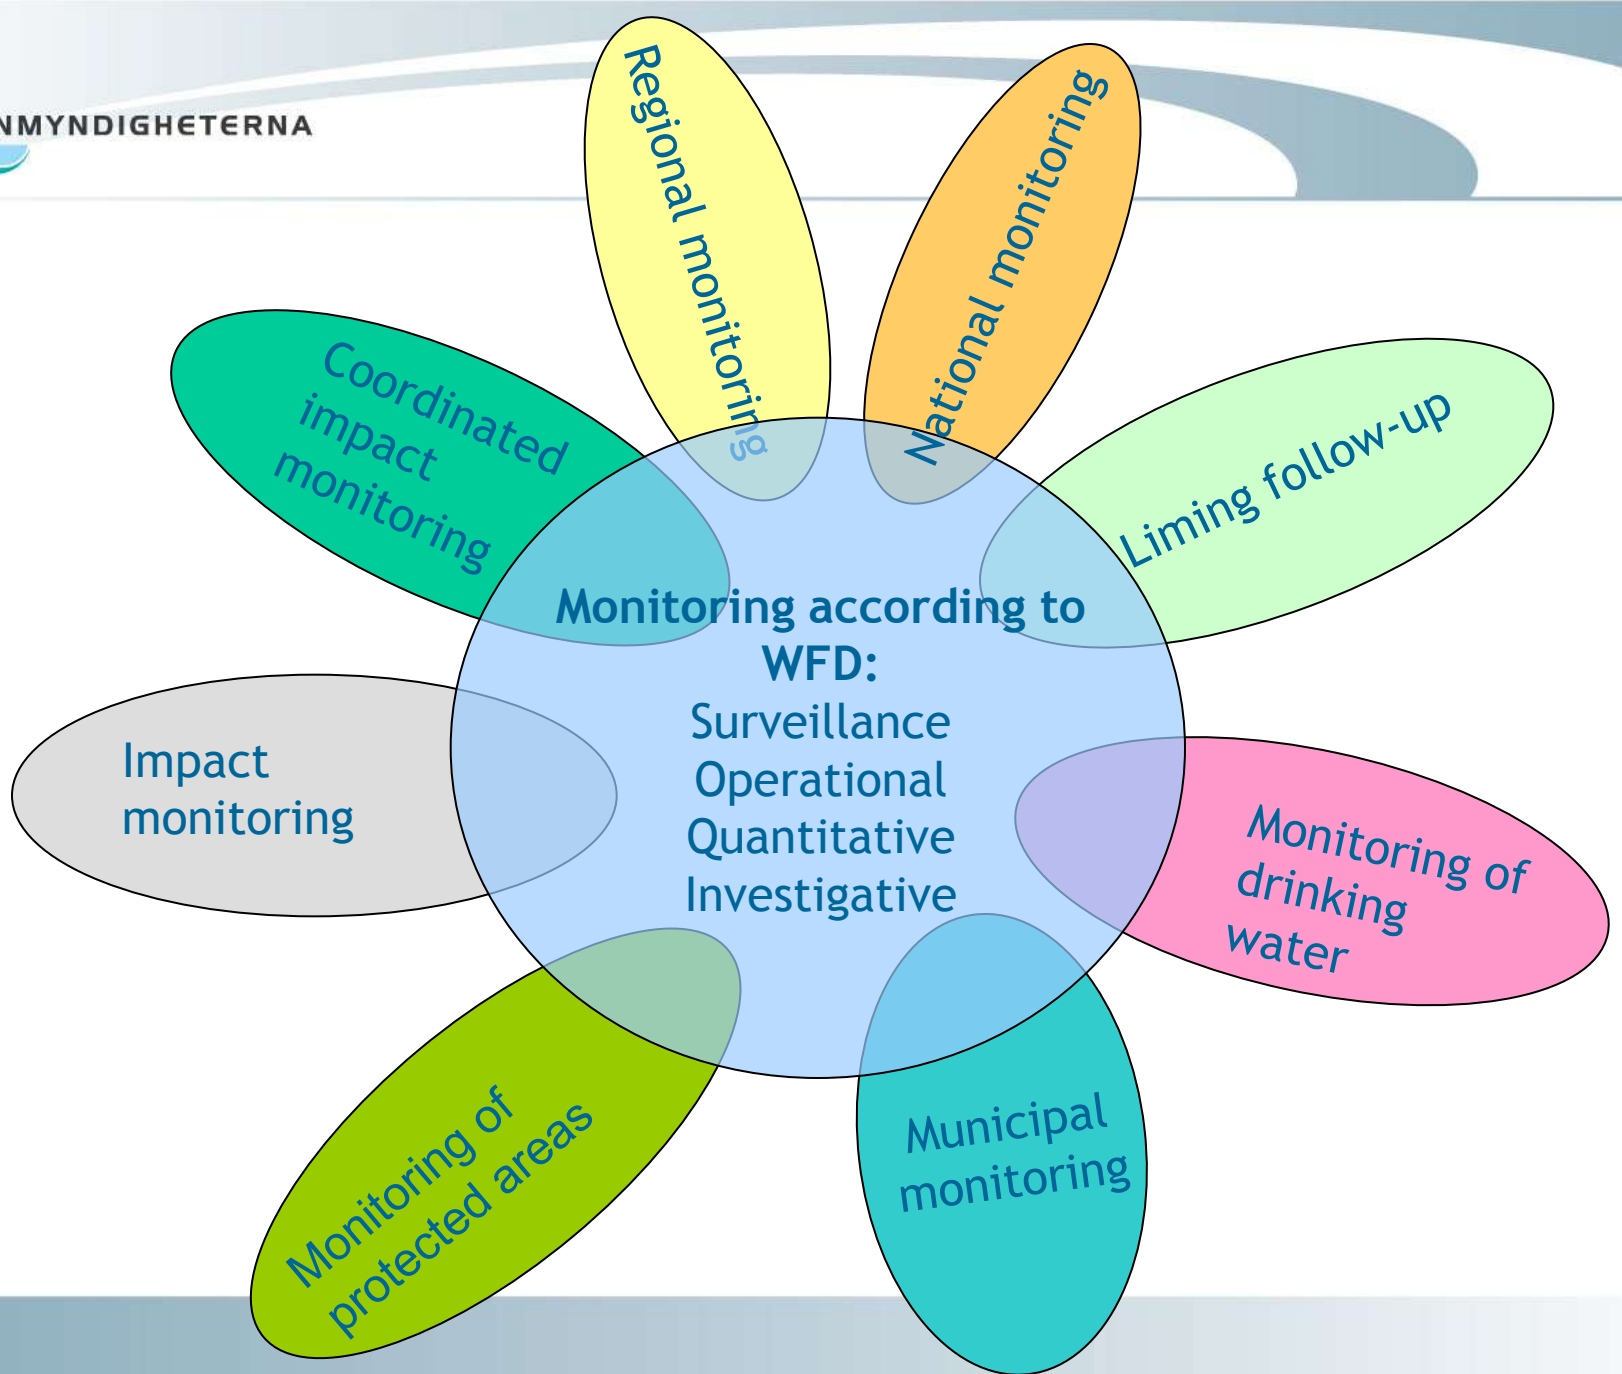 NMYNDIGHETERNA
Regional monitoring
National monitoring
Coordinated
impact
monitoring
Liming follow-up
Monitoring according to
WFD:
Surveillance
Operational
Quantitative
Investigative
Impact
monitoring
Monitoring of
drinking
water
Monitoring of
protected areas
Municipal
monitoring